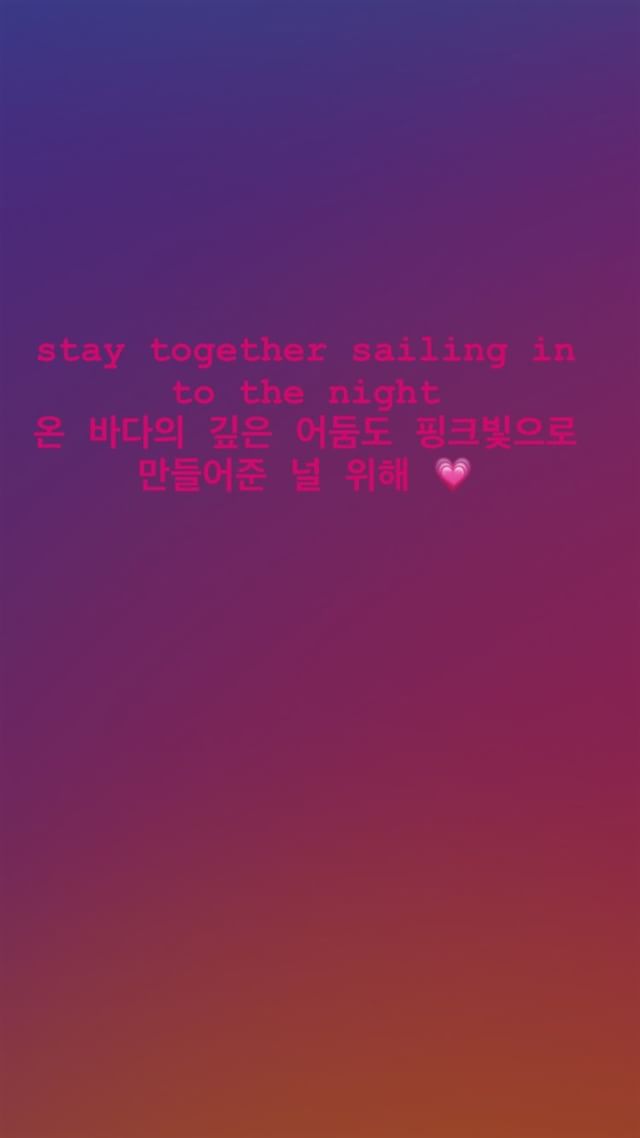 stay together sailing in
to the night
온 바다의 깊은 어둠도 핑크빛으로
만들어준 널 위해 💗